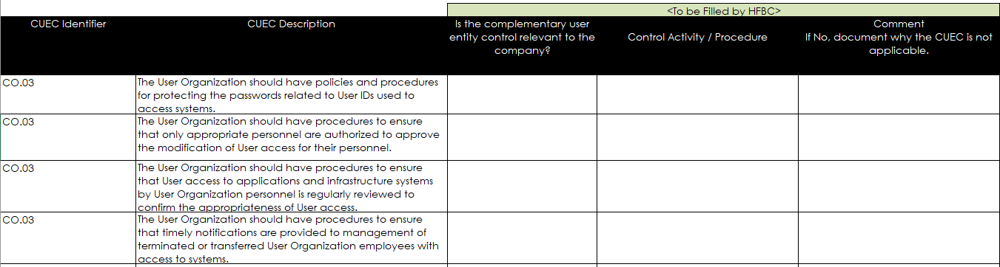 <To be Filled by HFBC>
CUEC Identifier
CUEC Description
Is the complementary user
entity control relevant to the
company?
Control Activity / Procedure
Comment
If No, document why the CUEC is not
applicable.
CO.03
The User Organization should have policies and procedures
for protecting the passwords related to User IDs used to
access systems.
CO.03
The User Organization should have procedures to ensure
that only appropriate personnel are authorized to approve
the modification of User access for their personnel.
CO.03
The User Organization should have procedures to ensure
that User access to applications and infrastructure systems
by User Organization personnel is regularly reviewed to
confirm the appropriateness of User access.
CO.03
The User Organization should have procedures to ensure
that timely notifications are provided to management of
terminated or transferred User Organization employees with
access to systems.